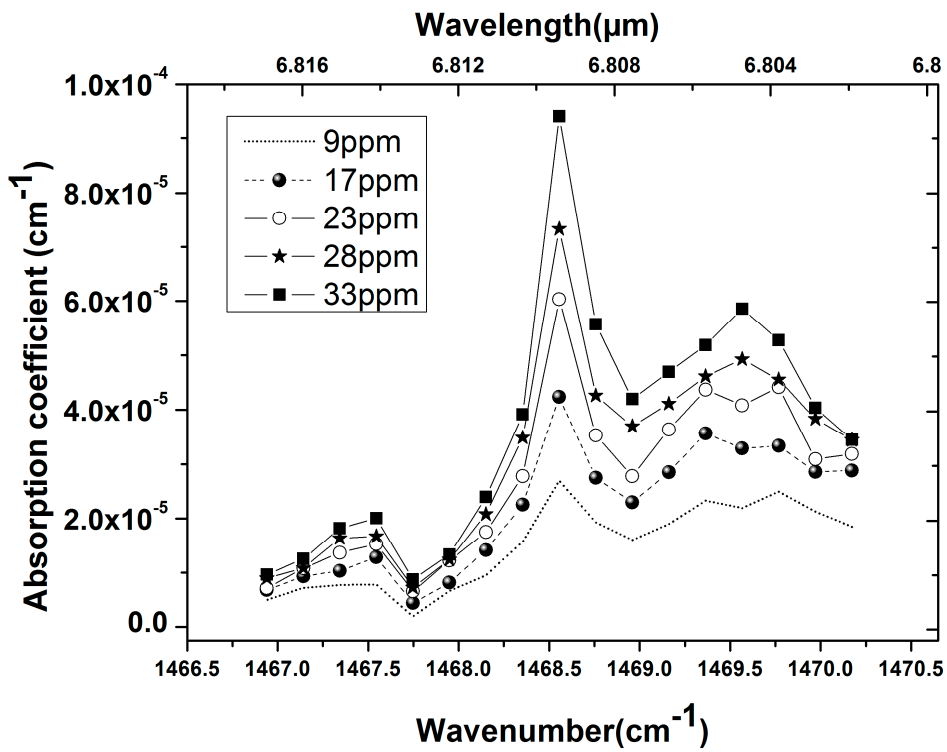 Wavelength(µm)
6.816 6.812 6.808 6.804 6.8
1.0x10⁻⁴
8.0x10⁻⁵
6.0x10⁻⁵
4.0x10⁻⁵
2.0x10⁻⁵
0.0
Absorption coefficient (cm⁻¹)
9ppm
17ppm
23ppm
28ppm
33ppm
1466.5 1467.0 1467.5 1468.0 1468.5 1469.0 1469.5 1470.0 1470.5
Wavenumber(cm⁻¹)